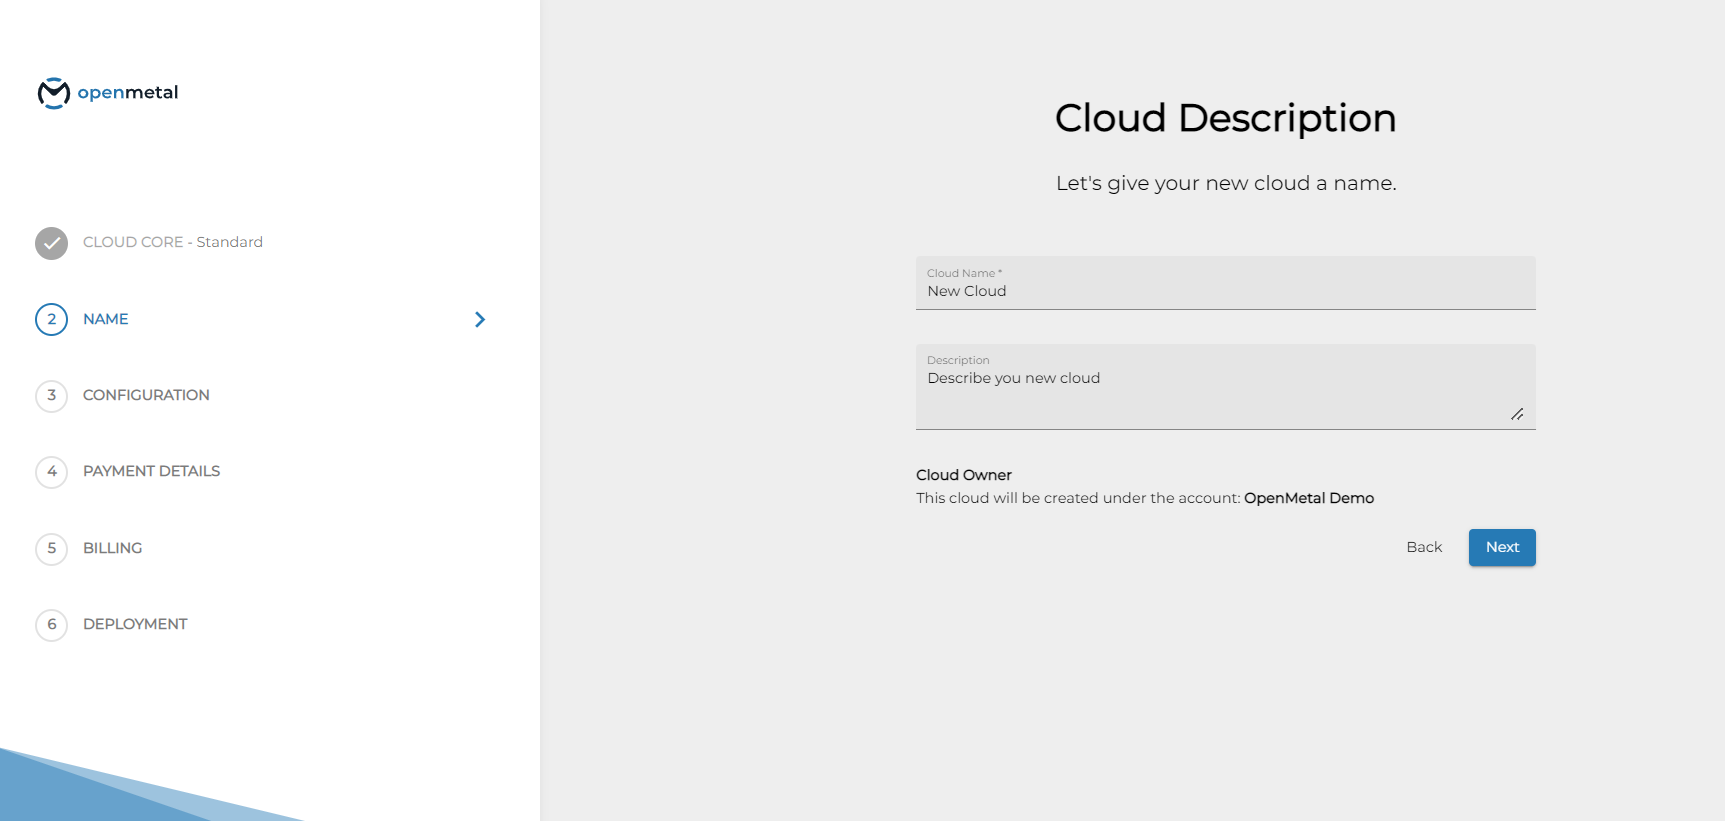 openmetal
CLOUD CORE - Standard
2 NAME
3 CONFIGURATION
4 PAYMENT DETAILS
5 BILLING
6 DEPLOYMENT
Cloud Description
Let's give your new cloud a name.
Cloud Name *
New Cloud
Description
Describe you new cloud
Cloud Owner
This cloud will be created under the account: OpenMetal Demo
Back Next